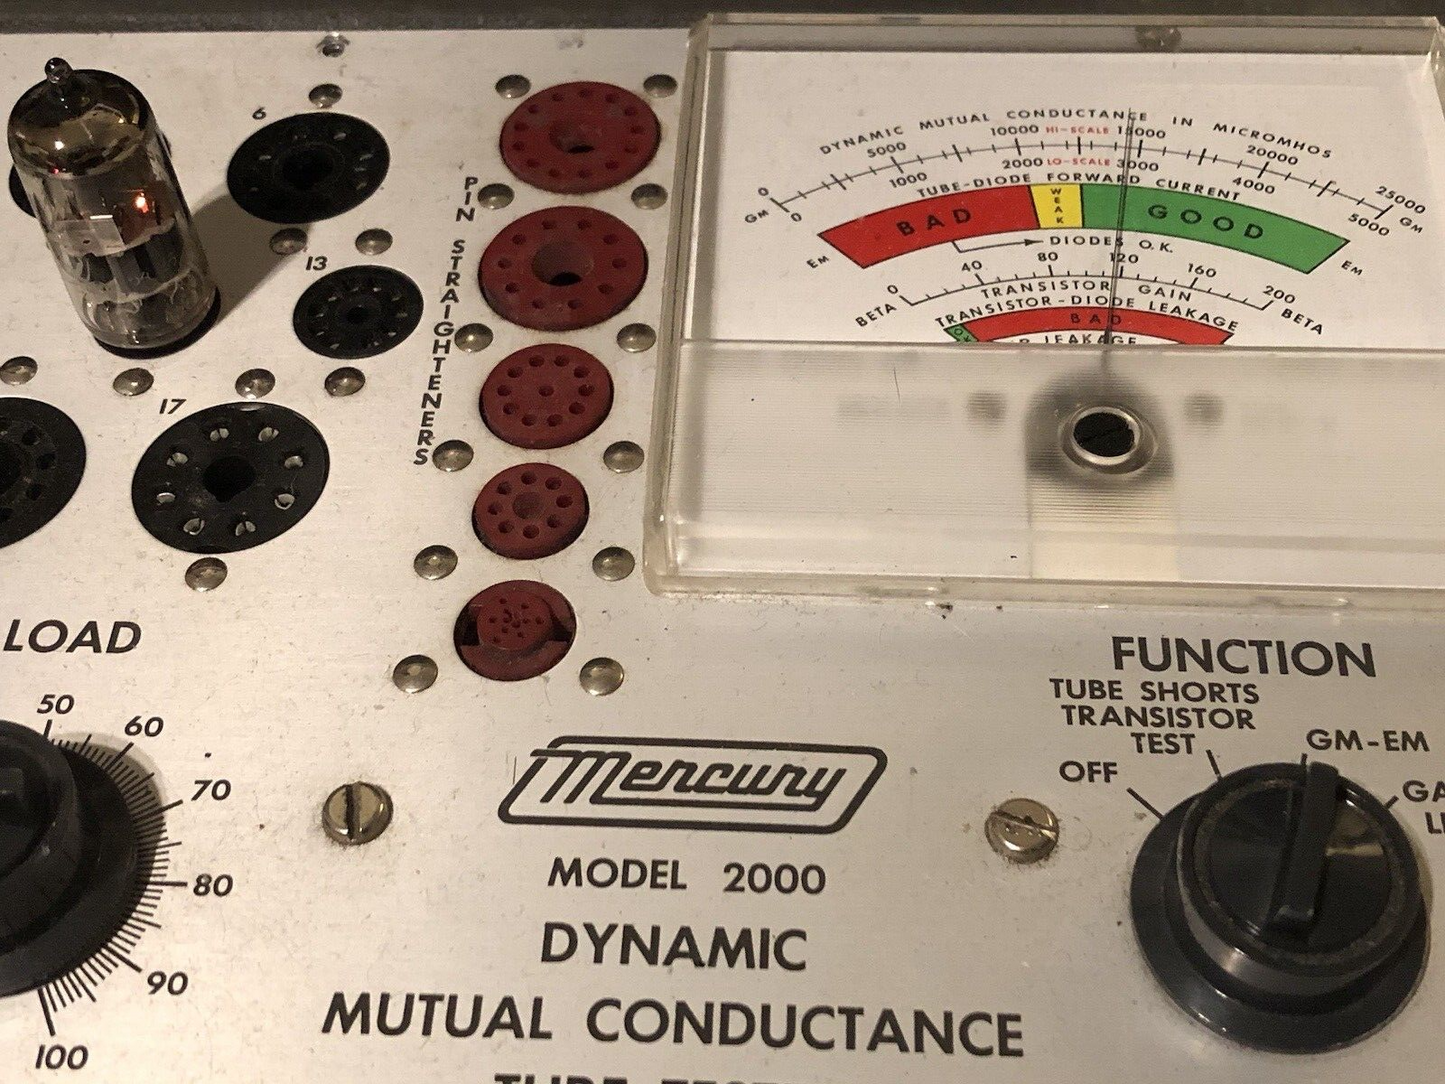 6
13
17
PIN STRAIGHTENERS
DYNAMIC MUTUAL CONDUCTANCE IN MICROMHOS
0 5000 10000 HI-SCALE 15000 20000 25000
GM 0 1000 2000 LO-SCALE 3000 4000 5000 GM
TUBE-DIODE FORWARD CURRENT
BAD WEAK GOOD
EM DIODES O.K. EM
0 40 80 120 160 200
BETA TRANSISTOR GAIN BETA
TRANSISTOR-DIODE LEAKAGE
OK BAD
LEAKAGE
LOAD
50
60
70
80
90
100
Mercury
MODEL 2000
DYNAMIC
MUTUAL CONDUCTANCE
FUNCTION
TUBE SHORTS
TRANSISTOR
TEST
OFF
GM-EM